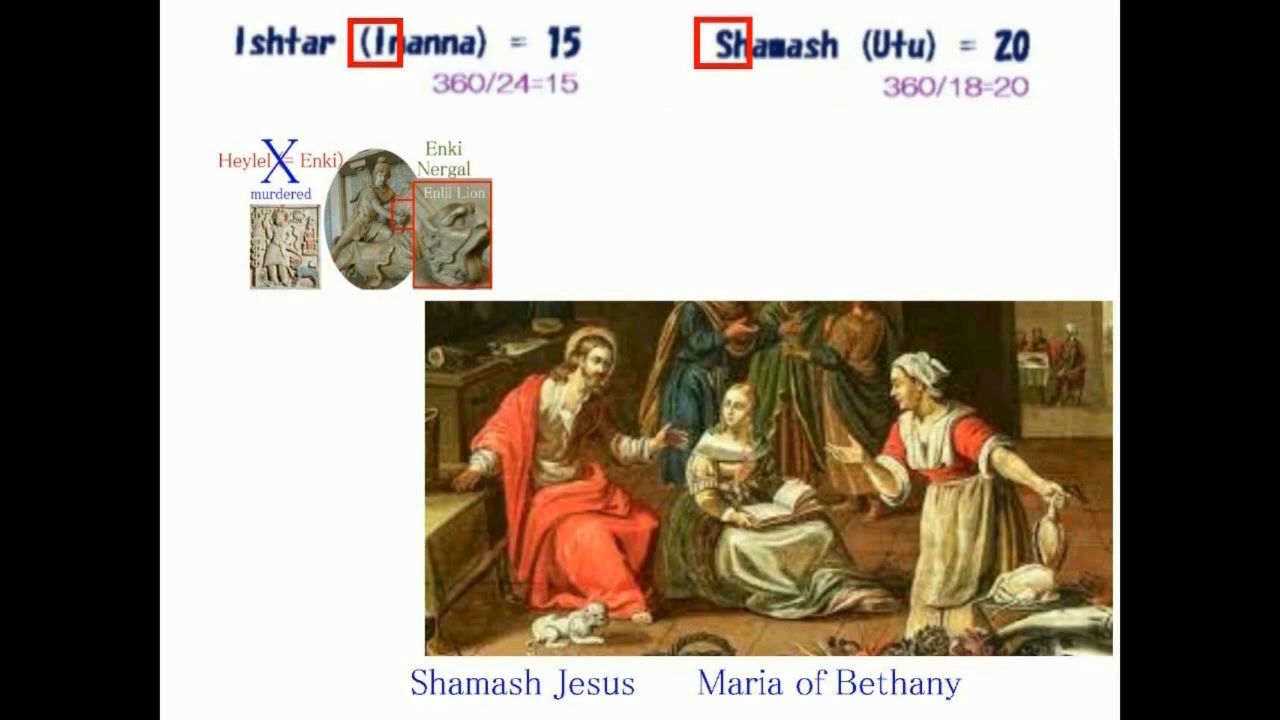 Ishtar (Inanna) = 15
360/24=15
Shamash (Utu) = 20
360/18=20
Heylel (= Enki)
X
murdered
Enki
Nergal
Enlil Lion
Shamash Jesus
Maria of Bethany